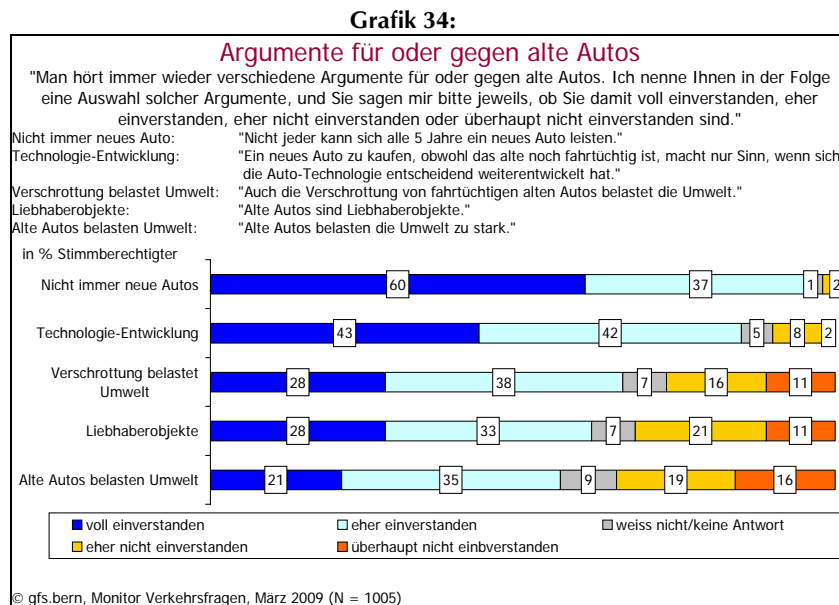 Grafik 34:
Argumente für oder gegen alte Autos
"Man hört immer wieder verschiedene Argumente für oder gegen alte Autos. Ich nenne Ihnen in der Folge
eine Auswahl solcher Argumente, und Sie sagen mir bitte jeweils, ob Sie damit voll einverstanden, eher
einverstanden, eher nicht einverstanden oder überhaupt nicht einverstanden sind."
Nicht immer neues Auto: "Nicht jeder kann sich alle 5 Jahre ein neues Auto leisten."
Technologie-Entwicklung: "Ein neues Auto zu kaufen, obwohl das alte noch fahrtüchtig ist, macht nur Sinn, wenn sich
die Auto-Technologie entscheidend weiterentwickelt hat."
Verschrottung belastet Umwelt: "Auch die Verschrottung von fahrtüchtigen alten Autos belastet die Umwelt."
Liebhaberobjekte: "Alte Autos sind Liebhaberobjekte."
Alte Autos belasten Umwelt: "Alte Autos belasten die Umwelt zu stark."
in % Stimmberechtigter
Nicht immer neue Autos 60 37 1 2
Technologie-Entwicklung 43 42 5 8 2
Verschrottung belastet
Umwelt 28 38 7 16 11
Liebhaberobjekte 28 33 7 21 11
Alte Autos belasten Umwelt 21 35 9 19 16
voll einverstanden eher einverstanden weiss nicht/keine Antwort
eher nicht einverstanden überhaupt nicht einbverstanden
© gfs.bern, Monitor Verkehrsfragen, März 2009 (N = 1005)